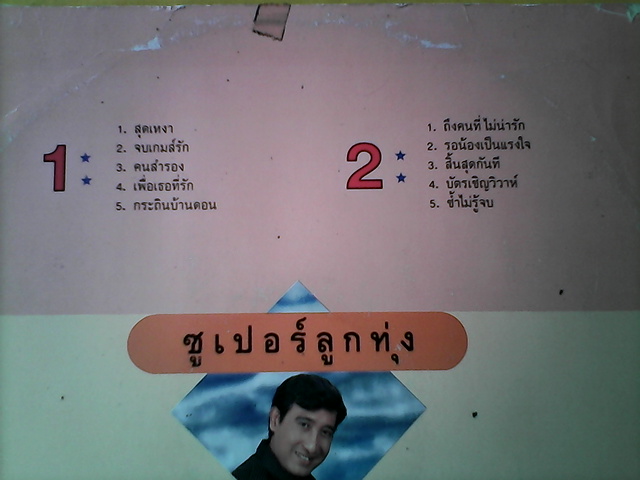 1
1. สุดเหงา
2. จบเกมส์รัก
3. คนสำรอง
4. เพื่อเธอที่รัก
5. กระถินบ้านดอน
2
1. ถึงคนที่ไม่น่ารัก
2. รอน้องเป็นแรงใจ
3. สิ้นสุดกันที
4. บัตรเชิญวิวาห์
5. ช้ำไม่รู้จบ
ซูเปอร์ลูกทุ่ง